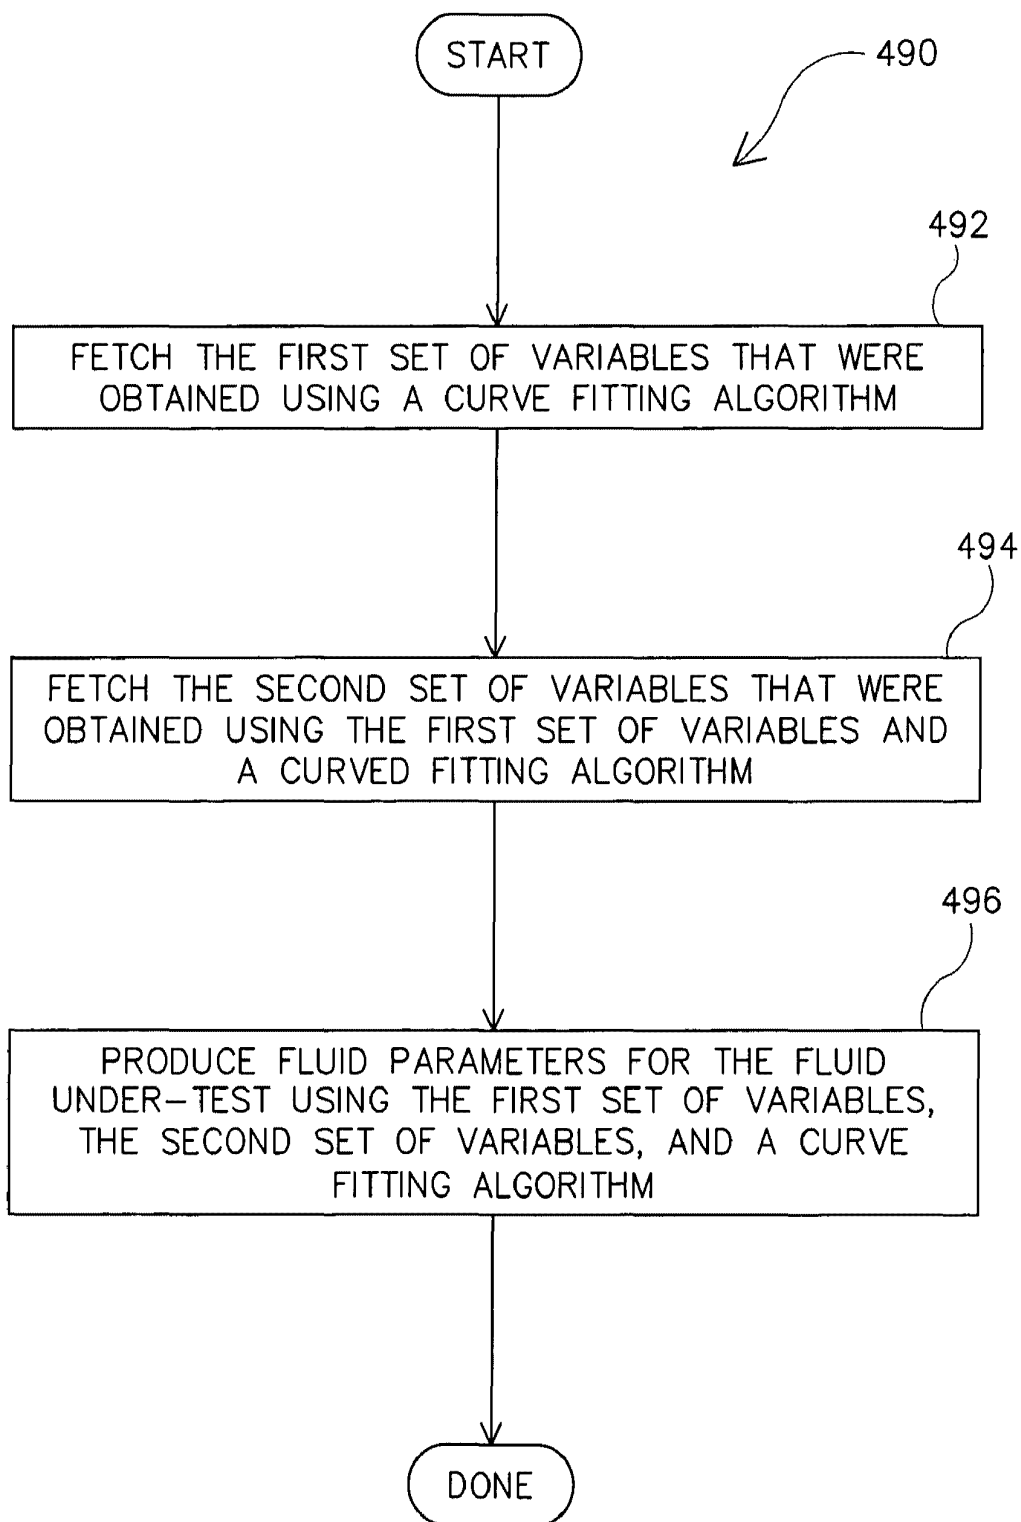 START
490
492
FETCH THE FIRST SET OF VARIABLES THAT WERE
OBTAINED USING A CURVE FITTING ALGORITHM
494
FETCH THE SECOND SET OF VARIABLES THAT WERE
OBTAINED USING THE FIRST SET OF VARIABLES AND
A CURVED FITTING ALGORITHM
496
PRODUCE FLUID PARAMETERS FOR THE FLUID
UNDER-TEST USING THE FIRST SET OF VARIABLES,
THE SECOND SET OF VARIABLES, AND A CURVE
FITTING ALGORITHM
DONE